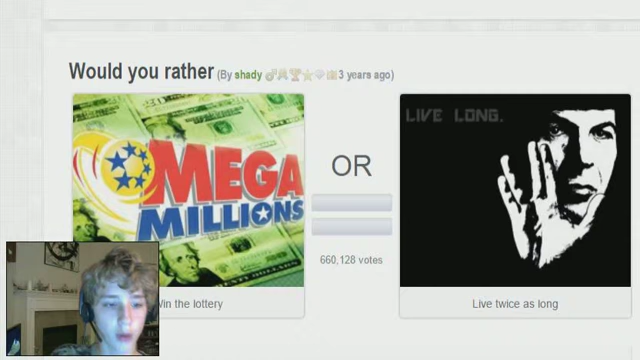 Would you rather (By shady 3 years ago)
MEGA
MILLIONS
OR
LIVE LONG.
660,128 votes
in the lottery
Live twice as long